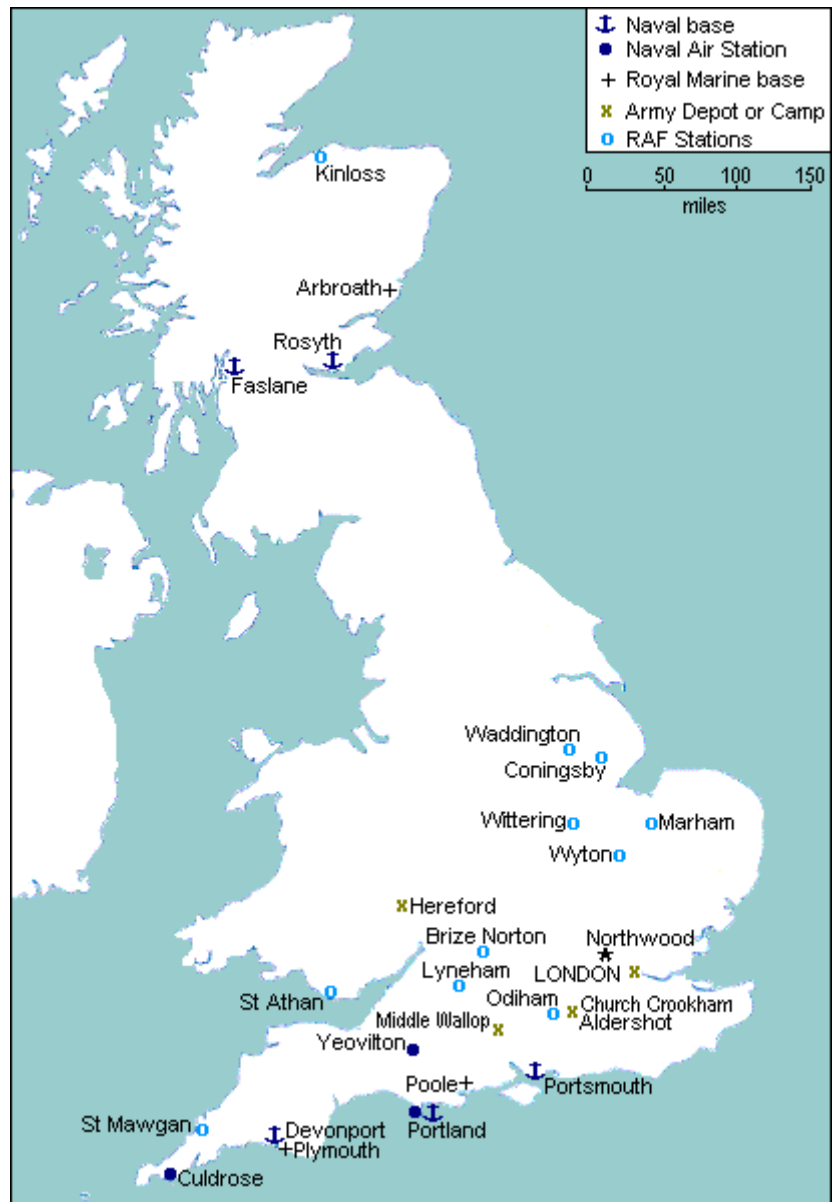 Naval base
Naval Air Station
Royal Marine base
Army Depot or Camp
RAF Stations
0 50 100 150
miles
Kinloss
Arbroath
Rosyth
Faslane
Waddington
Coningsby
Wittering
Marham
Wyton
Hereford
Brize Norton
Northwood
Lyneham
LONDON
St Athan
Odiham
Church Crookham
Middle Wallop
Aldershot
Yeovilton
Poole
Portsmouth
St Mawgan
Devonport
Portland
Plymouth
Culdrose